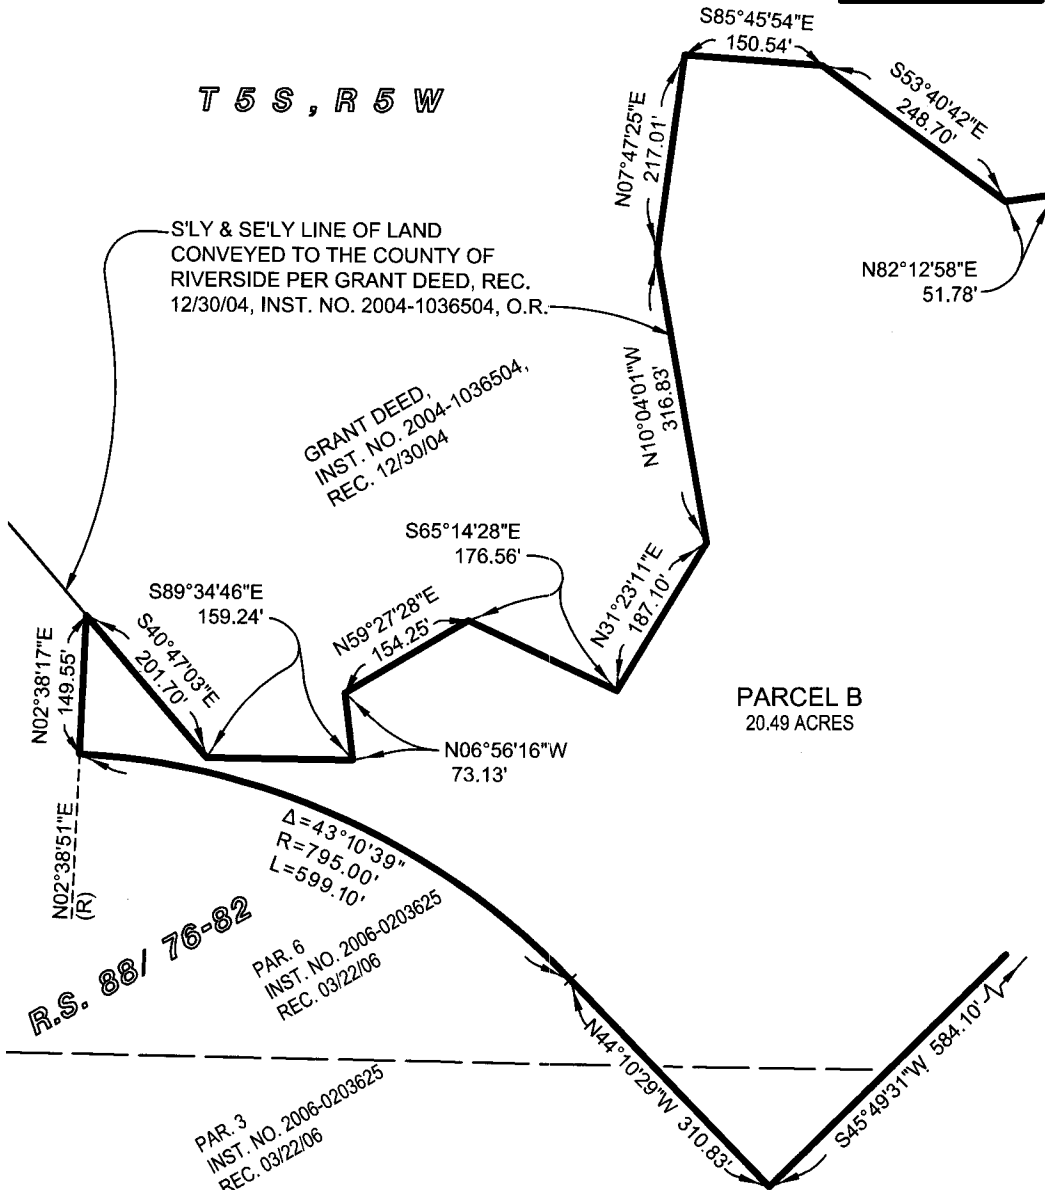 S85°45'54"E
150.54'
S53°40'42"E
248.70'
T 5 S , R 5 W
N07°47'25"E
217.01'
S'LY & SE'LY LINE OF LAND
CONVEYED TO THE COUNTY OF
RIVERSIDE PER GRANT DEED, REC.
12/30/04, INST. NO. 2004-1036504, O.R.
N82°12'58"E
51.78'
N10°04'01"W
316.83'
GRANT DEED,
INST. NO. 2004-1036504,
REC. 12/30/04
S65°14'28"E
176.56'
S89°34'46"E
159.24'
N59°27'28"E
154.25'
N31°23'11"E
187.10'
N02°38'17"E
149.55'
S40°47'03"E
201.70'
PARCEL B
20.49 ACRES
N06°56'16"W
73.13'
N02°38'51"E
(R)
Δ=43°10'39"
R=795.00'
L=599.10'
R.S. 88/ 76-82
PAR. 6
INST. NO. 2006-0203625
REC. 03/22/06
N44°10'29"W 310.83'
S45°49'31"W 584.10'
PAR. 3
INST. NO. 2006-0203625
REC. 03/22/06